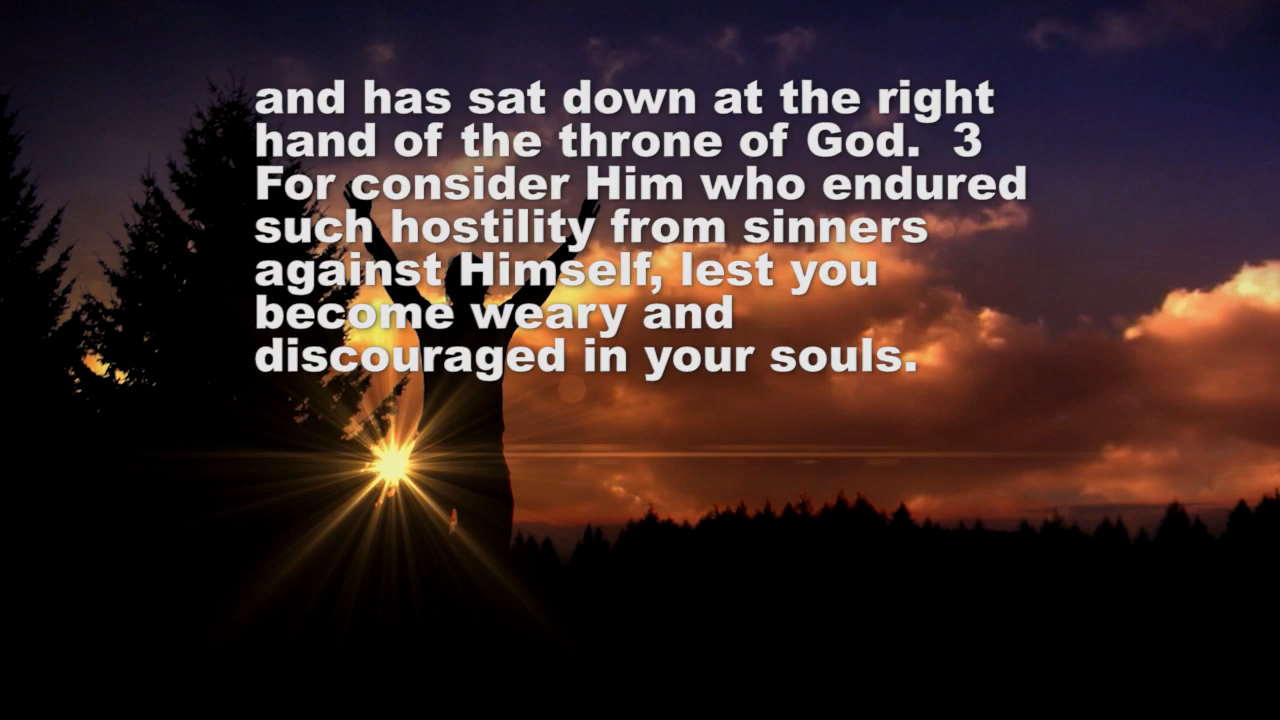 and has sat down at the right
hand of the throne of God.  3
For consider Him who endured
such hostility from sinners
against Himself, lest you
become weary and
discouraged in your souls.